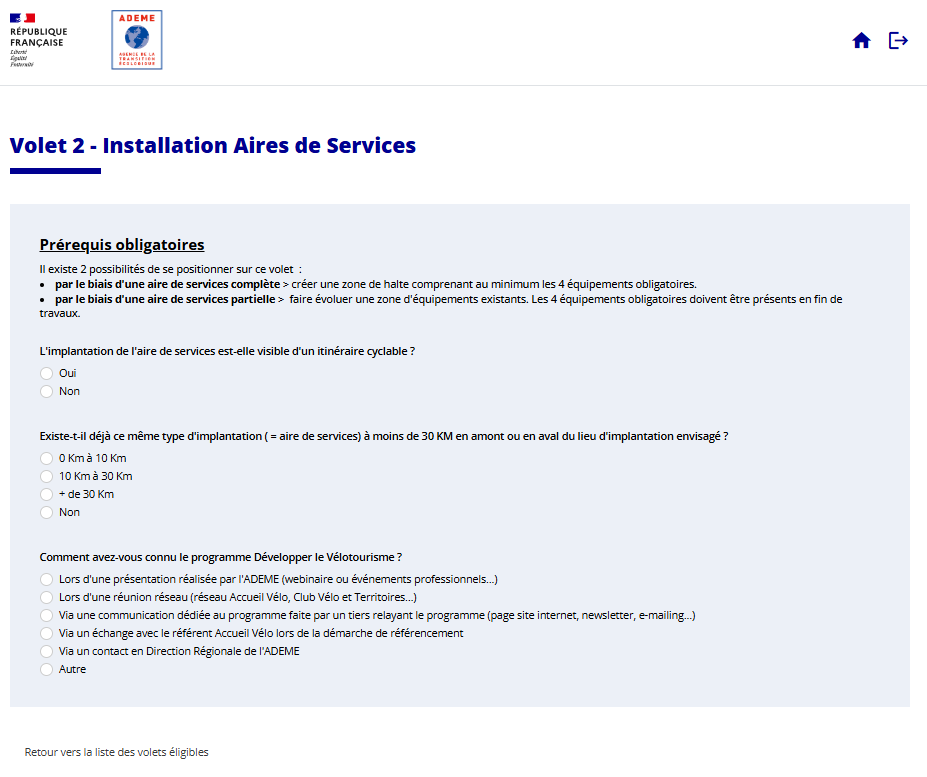 RÉPUBLIQUE
FRANÇAISE
Liberté
Égalité
Fraternité
ADEME
AGENCE DE LA
TRANSITION
ÉCOLOGIQUE
Volet 2 - Installation Aires de Services
Prérequis obligatoires
Il existe 2 possibilités de se positionner sur ce volet :
• par le biais d'une aire de services complète > créer une zone de halte comprenant au minimum les 4 équipements obligatoires.
• par le biais d'une aire de services partielle > faire évoluer une zone d'équipements existants. Les 4 équipements obligatoires doivent être présents en fin de
travaux.
L'implantation de l'aire de services est-elle visible d'un itinéraire cyclable ?
Oui
Non
Existe-t-il déjà ce même type d'implantation ( = aire de services) à moins de 30 KM en amont ou en aval du lieu d'implantation envisagé ?
0 Km à 10 Km
10 Km à 30 Km
+ de 30 Km
Non
Comment avez-vous connu le programme Développer le Vélotourisme ?
Lors d'une présentation réalisée par l'ADEME (webinaire ou événements professionnels...)
Lors d'une réunion réseau (réseau Accueil Vélo, Club Vélo et Territoires...)
Via une communication dédiée au programme faite par un tiers relayant le programme (page site internet, newsletter, e-mailing...)
Via un échange avec le référent Accueil Vélo lors de la démarche de référencement
Via un contact en Direction Régionale de l'ADEME
Autre
Retour vers la liste des volets éligibles